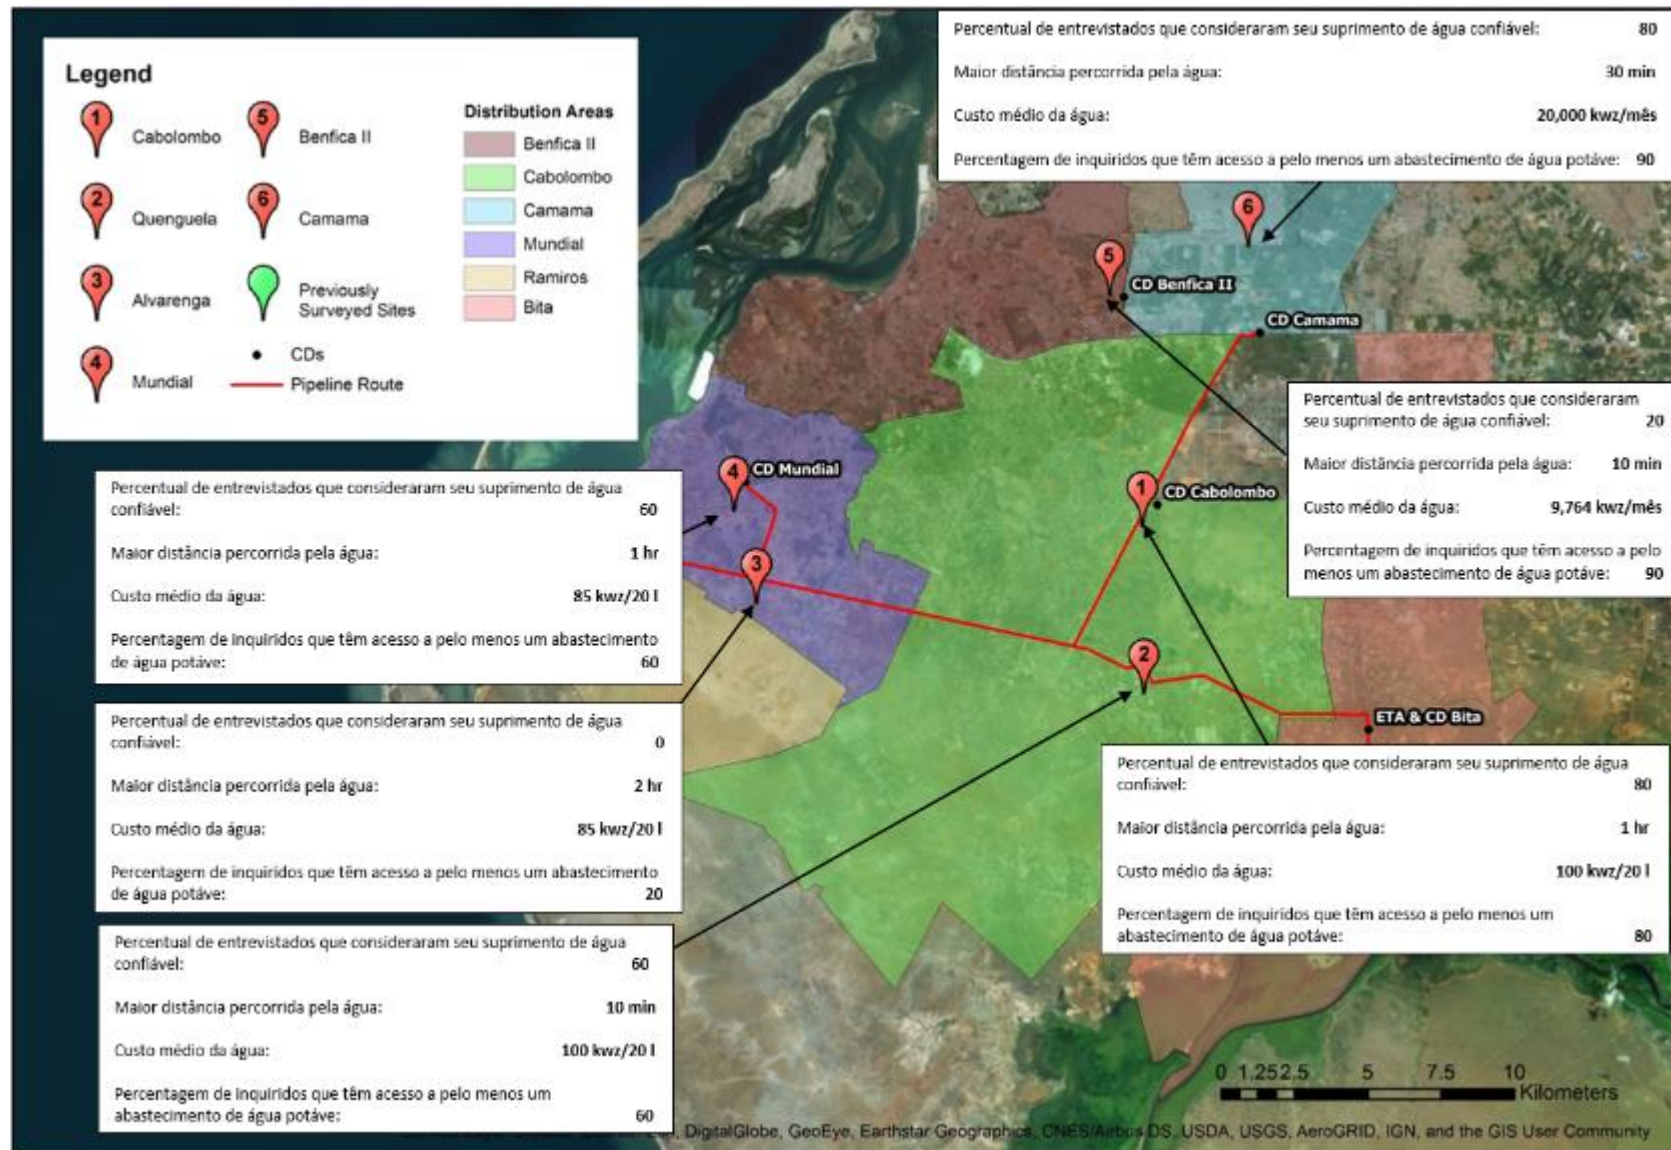 Legend
1
Cabolombo
5
Benfica II
2
Quenguela
6
Camama
3
Alvarenga
Previously
Surveyed Sites
4
Mundial
CDs
Pipeline Route
Distribution Areas
Benfica II
Cabolombo
Camama
Mundial
Ramiros
Bita
Percentual de entrevistados que consideraram seu suprimento de água confiável: 80
Maior distância percorrida pela água: 30 min
Custo médio da água: 20,000 kwz/mês
Percentagem de inquiridos que têm acesso a pelo menos um abastecimento de água potáve: 90
6
5
CD Benfica II
CD Camama
Percentual de entrevistados que consideraram
seu suprimento de água confiável: 20
Maior distância percorrida pela água: 10 min
Custo médio da água: 9,764 kwz/mês
Percentagem de inquiridos que têm acesso a pelo
menos um abastecimento de água potáve: 90
4
CD Mundial
1
CD Cabolombo
3
2
ETA & CD Bita
Percentual de entrevistados que consideraram seu suprimento de água
confiável: 60
Maior distância percorrida pela água: 1 hr
Custo médio da água: 85 kwz/20 l
Percentagem de inquiridos que têm acesso a pelo menos um abastecimento
de água potáve: 60
Percentual de entrevistados que consideraram seu suprimento de água
confiável: 0
Maior distância percorrida pela água: 2 hr
Custo médio da água: 85 kwz/20 l
Percentagem de inquiridos que têm acesso a pelo menos um abastecimento
de água potáve: 20
Percentual de entrevistados que consideraram seu suprimento de água
confiável: 60
Maior distância percorrida pela água: 10 min
Custo médio da água: 100 kwz/20 l
Percentagem de inquiridos que têm acesso a pelo menos um
abastecimento de água potáve: 60
Percentual de entrevistados que consideraram seu suprimento de água
confiável: 80
Maior distância percorrida pela água: 1 hr
Custo médio da água: 100 kwz/20 l
Percentagem de inquiridos que têm acesso a pelo menos um
abastecimento de água potáve: 80
0 1.25 2.5 5 7.5 10
Kilometers
DigitalGlobe, GeoEye, Earthstar Geographics, CNES/Airbus DS, USDA, USGS, AeroGRID, IGN, and the GIS User Community